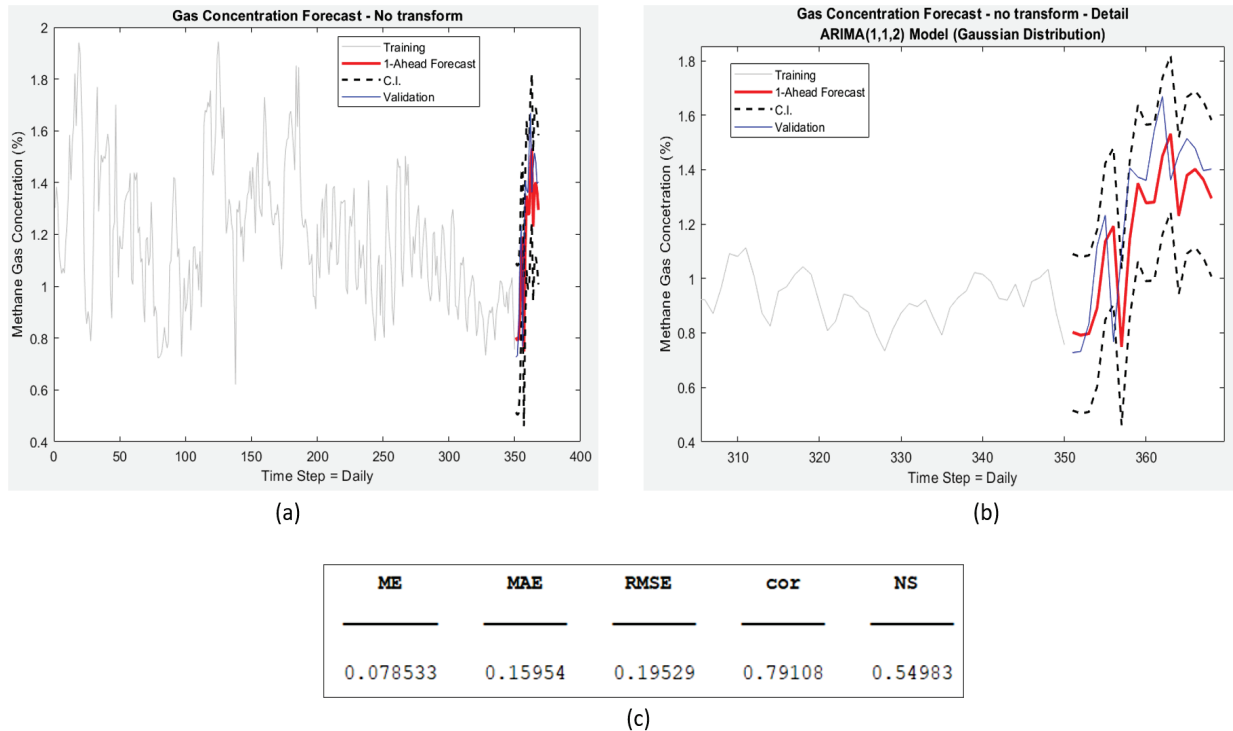 Gas Concentration Forecast - No transform
Training
1-Ahead Forecast
C.I.
Validation
Methane Gas Concetration (%)
2
1.8
1.6
1.4
1.2
1
0.8
0.6
0.4
0 50 100 150 200 250 300 350 400
Time Step = Daily
(a)
Gas Concentration Forecast - no transform - Detail
ARIMA(1,1,2) Model (Gaussian Distribution)
Training
1-Ahead Forecast
C.I.
Validation
Methane Gas Concetration (%)
1.8
1.6
1.4
1.2
1
0.8
0.6
0.4
310 320 330 340 350 360
Time Step = Daily
(b)
ME MAE RMSE cor NS
0.078533 0.15954 0.19529 0.79108 0.54983
(c)